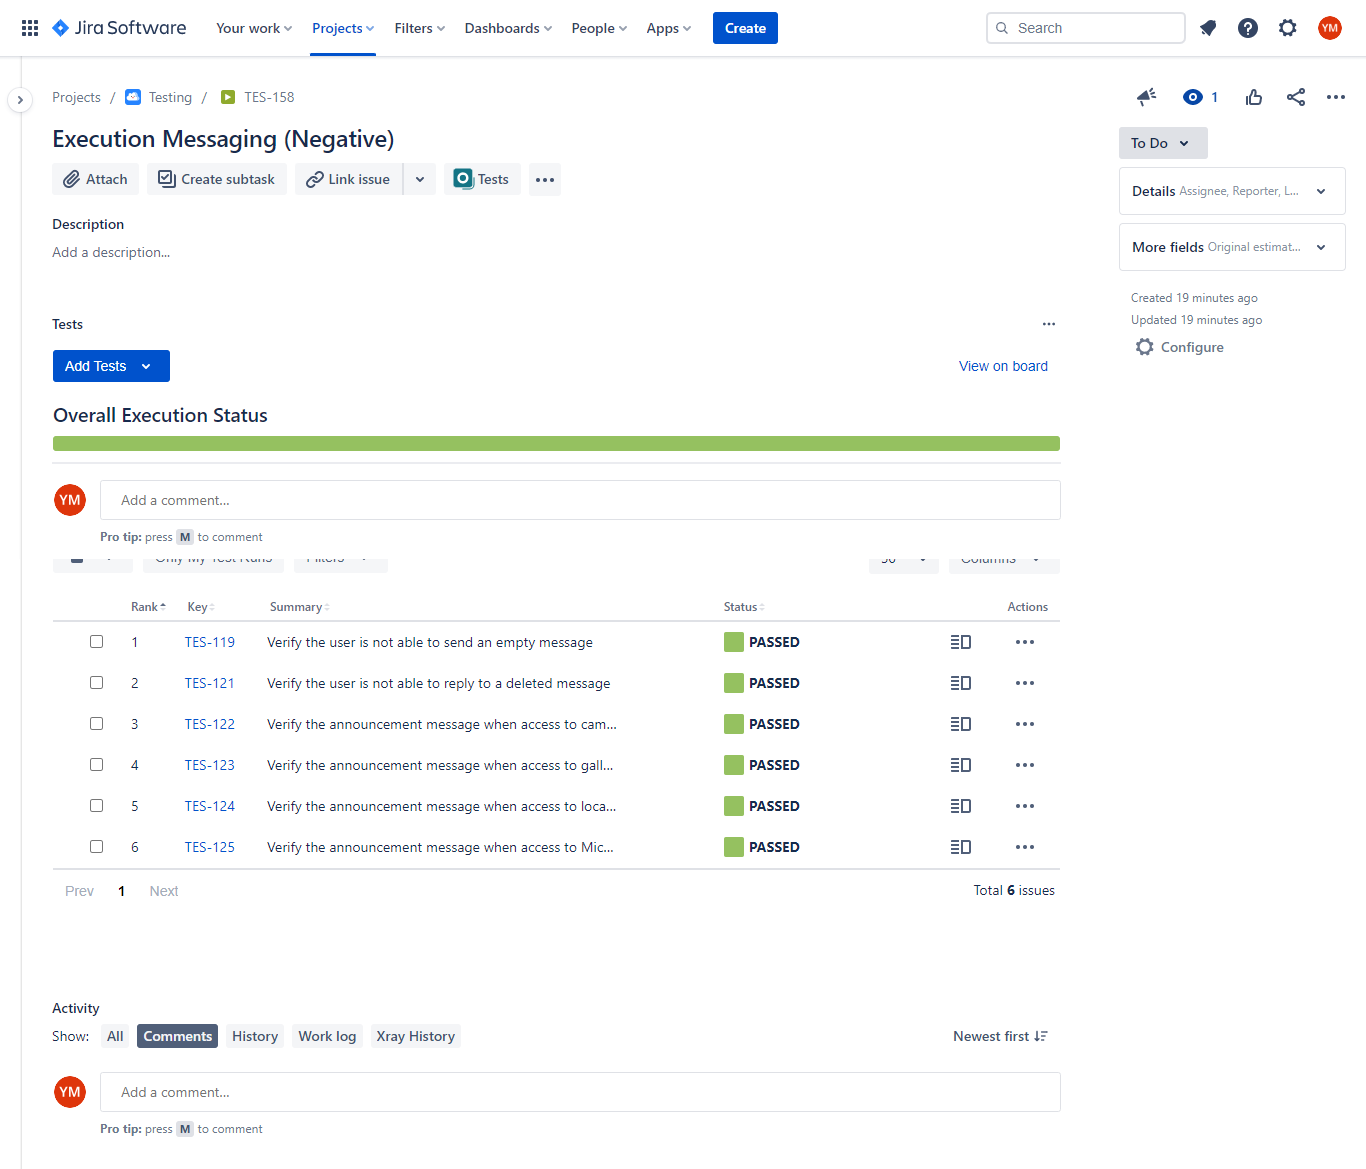 Jira Software Your work Projects Filters Dashboards People Apps Create Search YM
Projects / Testing / TES-158 1
Execution Messaging (Negative)
To Do
Attach Create subtask Link issue Tests
Details Assignee, Reporter, L...
Description
Add a description...
More fields Original estimat...
Created 19 minutes ago
Updated 19 minutes ago
Tests
Configure
Add Tests View on board
Overall Execution Status
YM Add a comment...
Pro tip: press M to comment
Only My Test Runs Filters 50 Columns
Rank Key Summary Status Actions
1 TES-119 Verify the user is not able to send an empty message PASSED
2 TES-121 Verify the user is not able to reply to a deleted message PASSED
3 TES-122 Verify the announcement message when access to cam... PASSED
4 TES-123 Verify the announcement message when access to gall... PASSED
5 TES-124 Verify the announcement message when access to loca... PASSED
6 TES-125 Verify the announcement message when access to Mic... PASSED
Prev 1 Next Total 6 issues
Activity
Show: All Comments History Work log Xray History Newest first
YM Add a comment...
Pro tip: press M to comment